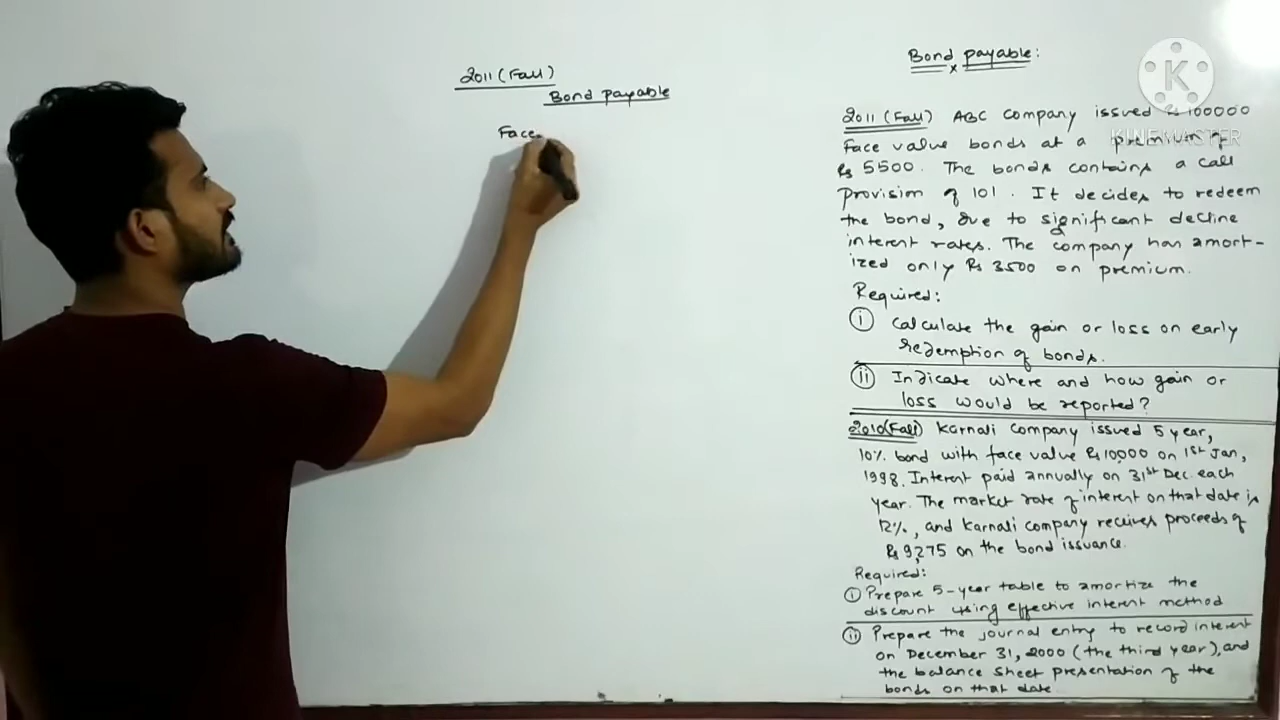 2011 (Fall)
Bond payable
Face
Bond payable:
K
KINEMASTER
2011 (Fall) ABC company issued Rs 100000
Face value bonds at a premium of
Rs 5500. The bonds contains a call
provision of 101. It decides to redeem
the bond, due to significant decline
interest rates. The company has amort-
ized only Rs 3500 on premium.
Required:
i Calculate the gain or loss on early
redemption of bonds.
ii Indicate where and how gain or
loss would be reported?
2010 (Fall) Karnali company issued 5 year,
10% bond with face value Rs 10,000 on 1st Jan,
1998. Interest paid annually on 31st Dec. each
year. The market rate of interest on that date is
12%, and Karnali company receives proceeds of
Rs 9,275 on the bond issuance.
Required:
i Prepare 5-year table to amortize the
discount using effective interest method
ii Prepare the journal entry to record interest
on December 31, 2000 (the third year), and
the balance sheet presentation of the
bonds on that date